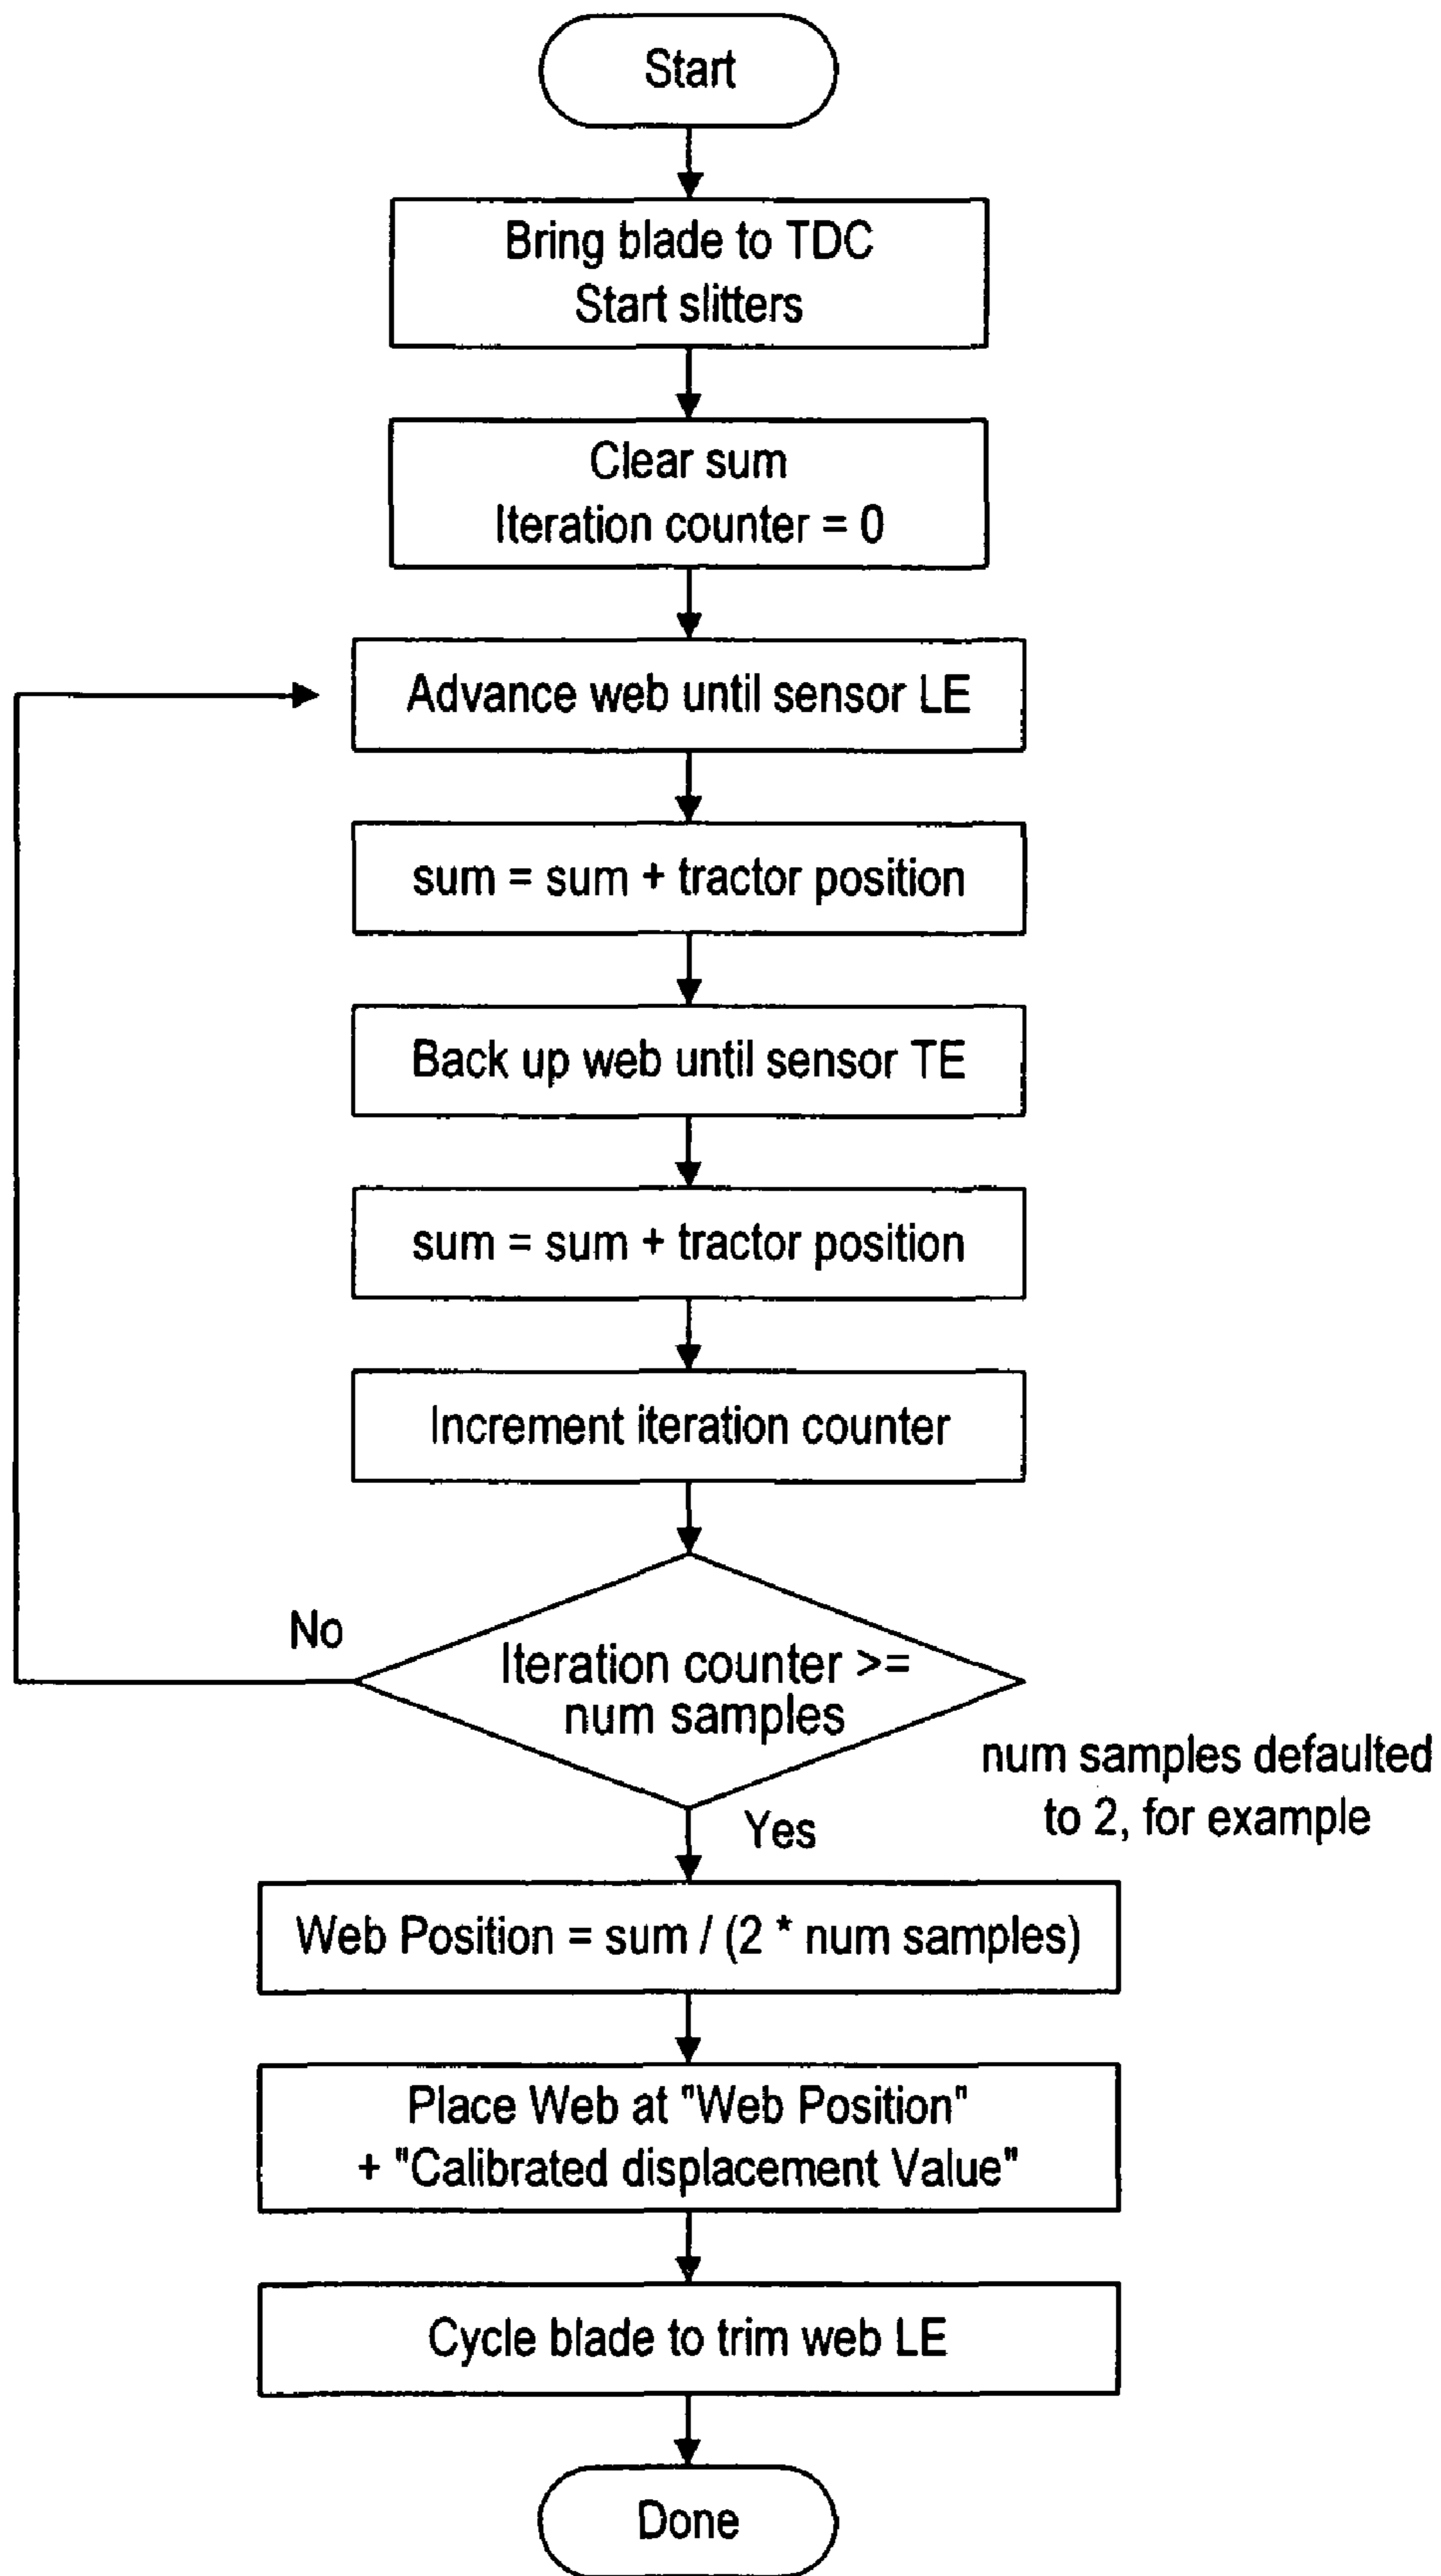 Start
Bring blade to TDC
Start slitters
Clear sum
Iteration counter = 0
Advance web until sensor LE
sum = sum + tractor position
Back up web until sensor TE
sum = sum + tractor position
Increment iteration counter
No
Iteration counter >=
num samples
num samples defaulted
to 2, for example
Yes
Web Position = sum / (2 * num samples)
Place Web at "Web Position"
+ "Calibrated displacement Value"
Cycle blade to trim web LE
Done